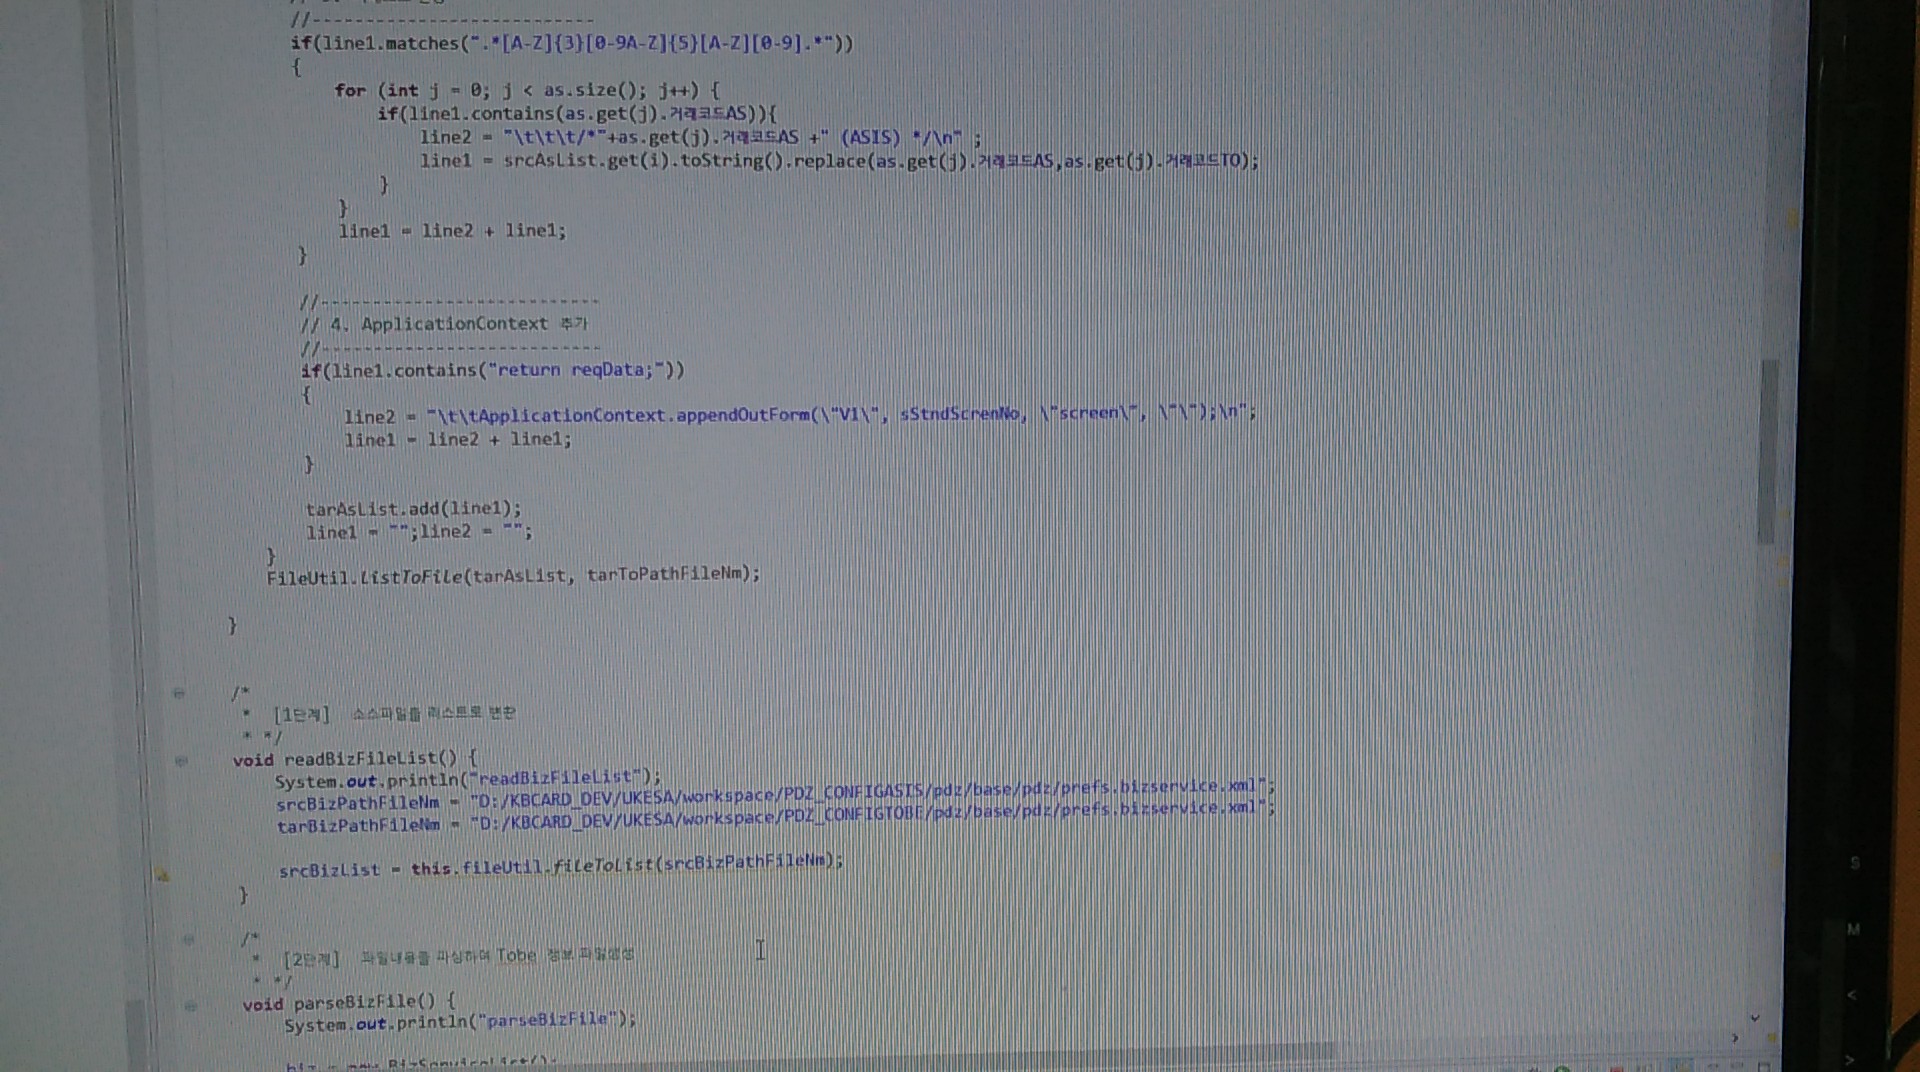 //---------------------------
if(line1.matches(".*[A-Z]{3}[0-9A-Z]{5}[A-Z][0-9].*"))
{
for (int j = 0; j < as.size(); j++) {
if(line1.contains(as.get(j).거래코드AS)){
line2 = "\t\t\t/*"+as.get(j).거래코드AS +" (ASIS) */\n" ;
line1 = srcAsList.get(i).toString().replace(as.get(j).거래코드AS,as.get(j).거래코드TO);
}
}
line1 = line2 + line1;
}
//---------------------------
// 4. ApplicationContext 추가
//---------------------------
if(line1.contains("return reqData;"))
{
line2 = "\t\tApplicationContext.appendOutForm(\"V1\", sStndScrenNo, \"screen\", \"\");\n";
line1 = line2 + line1;
}
tarAsList.add(line1);
line1 = "";line2 = "";
}
FileUtil.ListToFile(tarAsList, tarToPathFileNm);
}
/*
* [1단계] 소스파일을 리스트로 변환
* */
void readBizFileList() {
System.out.println("readBizFileList");
srcBizPathFileNm = "D:/KBCARD_DEV/UKESA/workspace/PDZ_CONFIGASIS/pdz/base/pdz/prefs.bizservice.xml";
tarBizPathFileNm = "D:/KBCARD_DEV/UKESA/workspace/PDZ_CONFIGTOBE/pdz/base/pdz/prefs.bizservice.xml";
srcBizList = this.fileUtil.fileToList(srcBizPathFileNm);
}
/*
* [2단계] 파일내용을 파싱하여 Tobe 정보 파일생성
* */
void parseBizFile() {
System.out.println("parseBizFile");
S
M
<
>